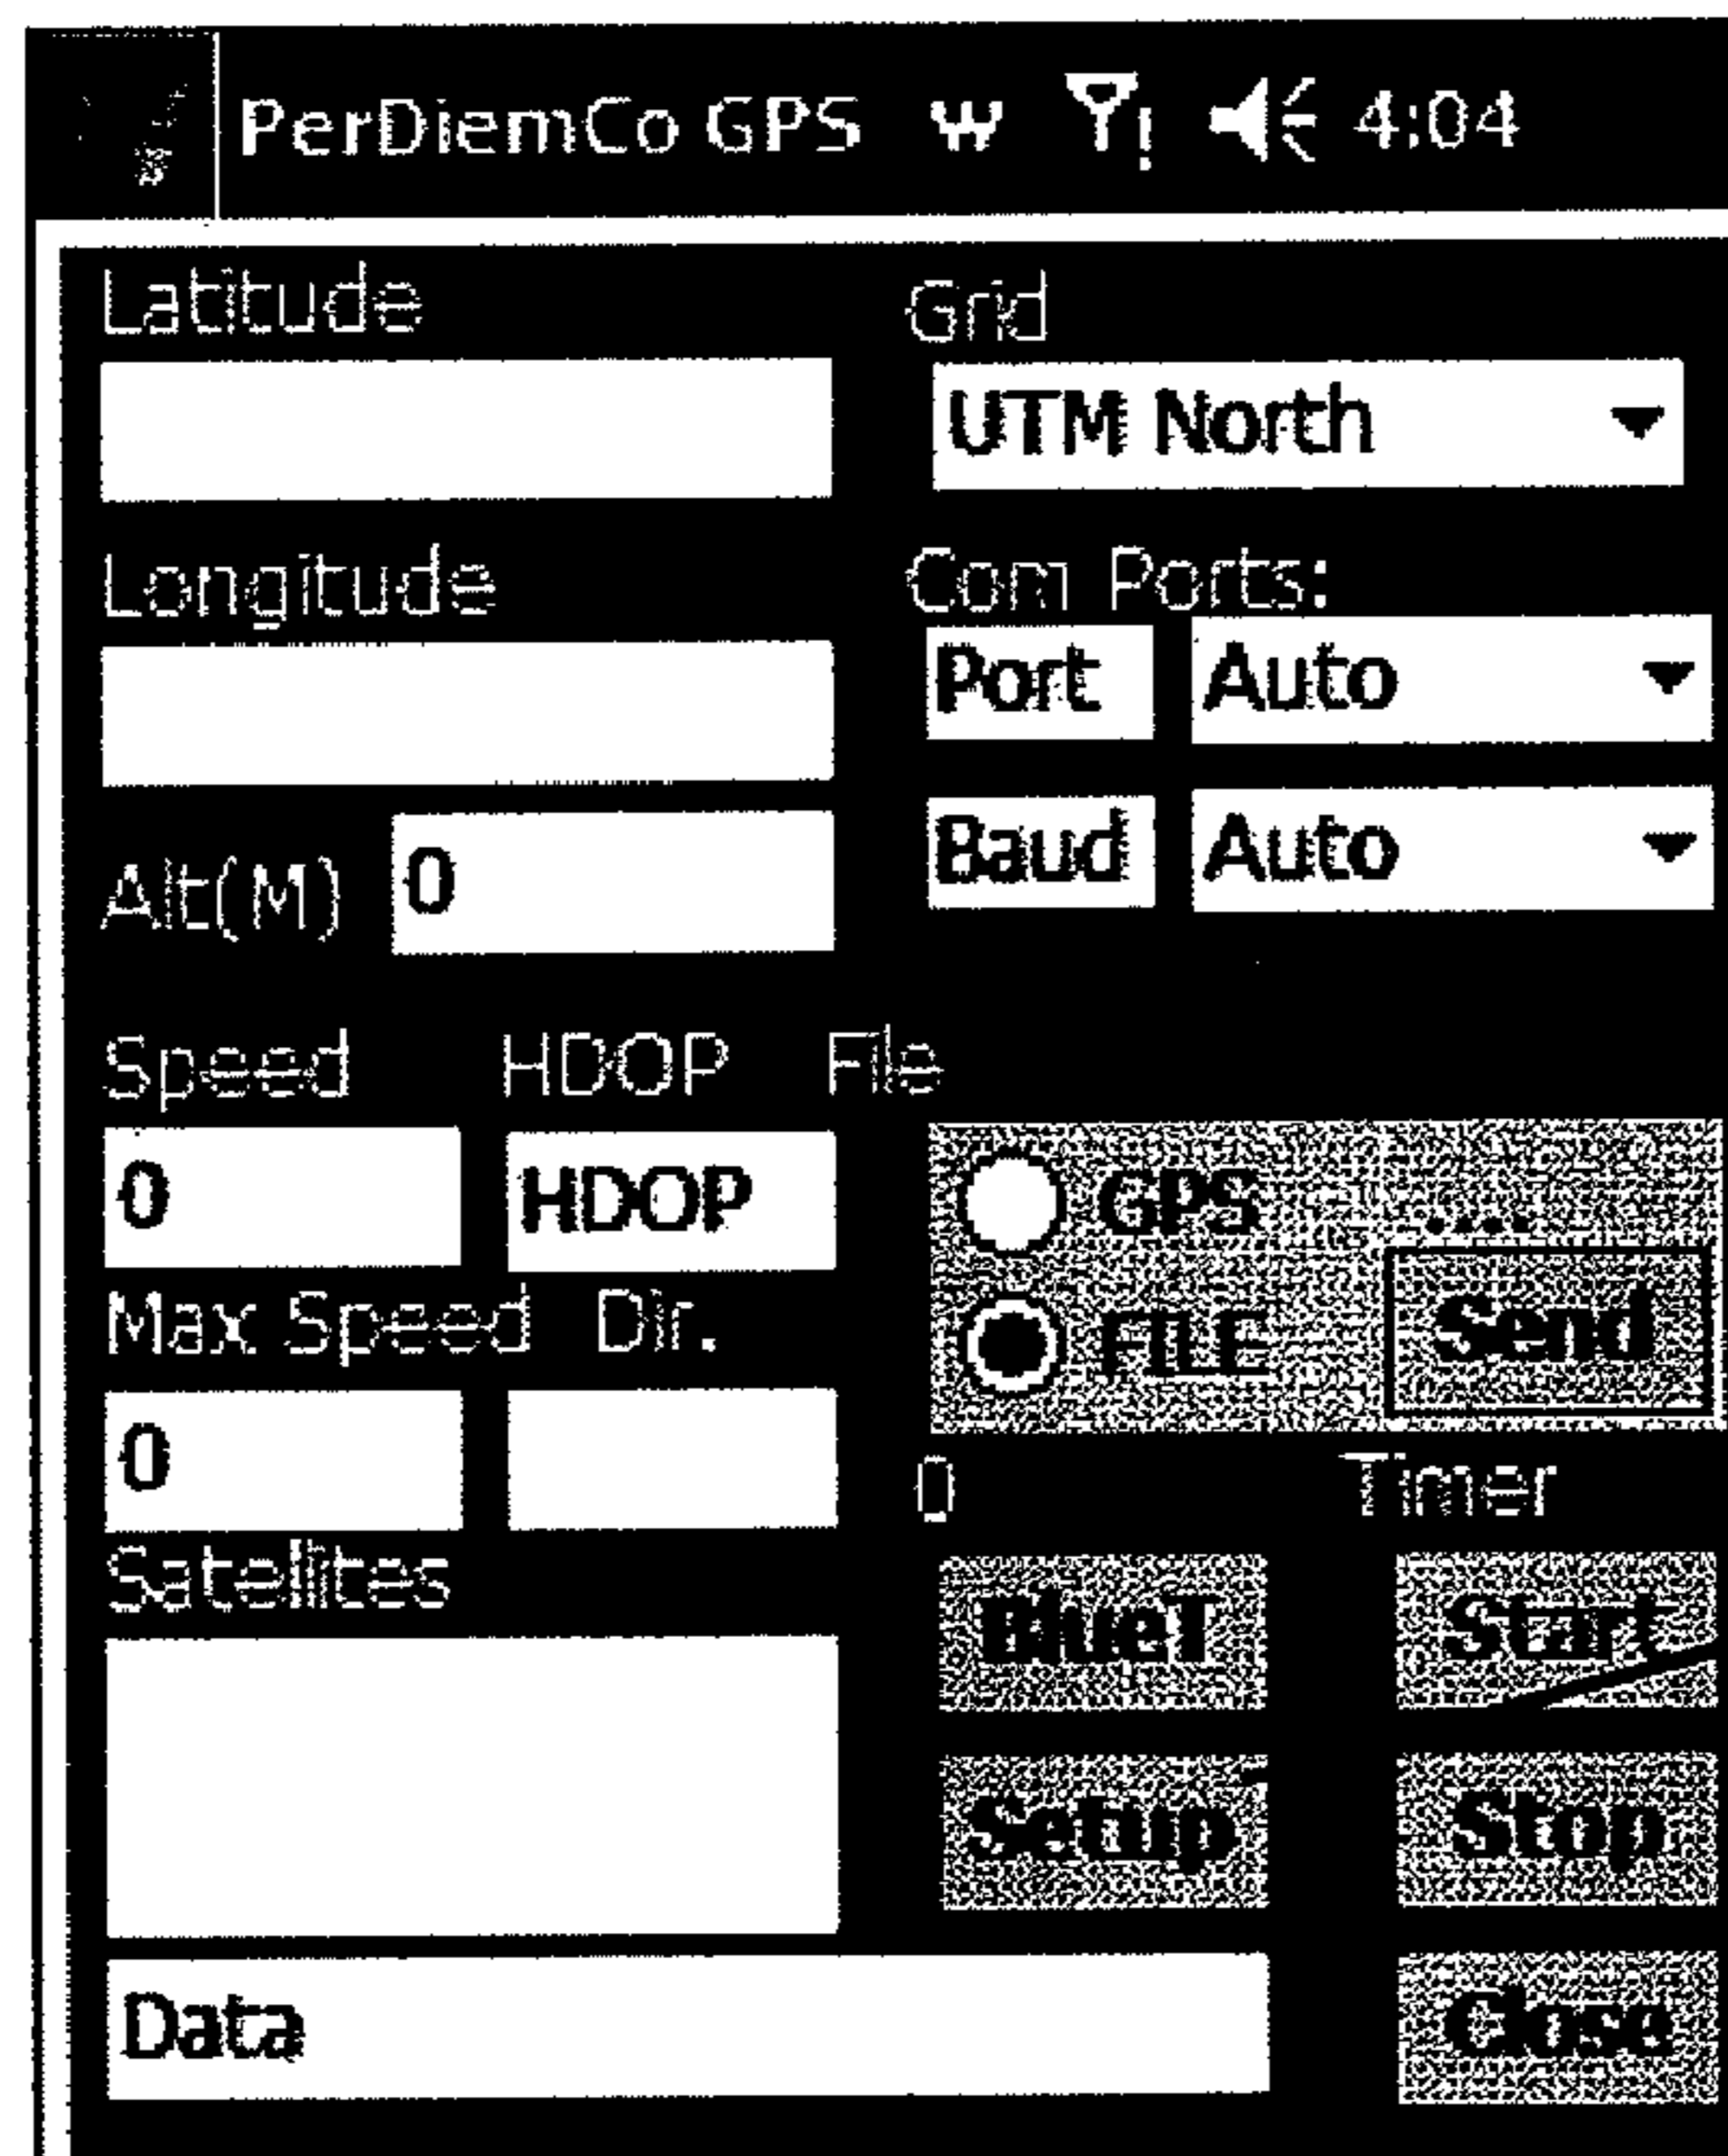 PerDiemCo GPS 4:04
Latitude Grid
UTM North
Longitude Com Ports:
Port Auto
Baud Auto
Alt(M) 0
Speed HDOP File
0 HDOP GPS ....
Max Speed Dir. FILE Send
0 0 Timer
Satellites
BlueT Start
Setup Stop
Data Close